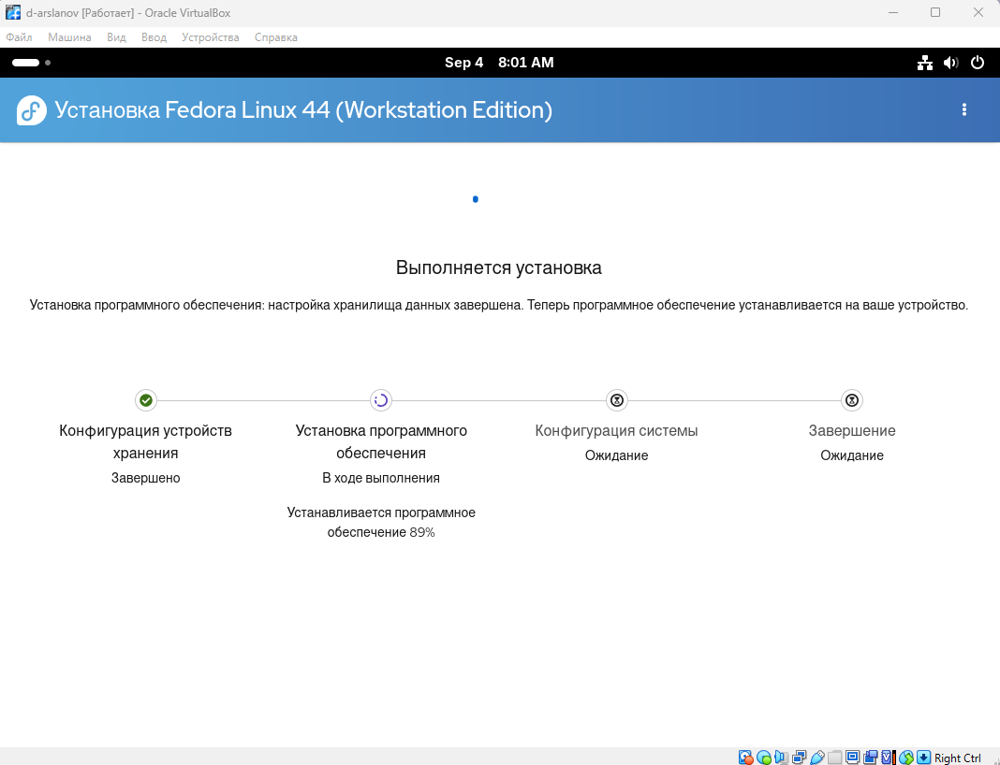 d-arslanov [Работает] - Oracle VirtualBox
Файл Машина Вид Ввод Устройства Справка
Sep 4 8:01 AM
Установка Fedora Linux 44 (Workstation Edition)
Выполняется установка
Установка программного обеспечения: настройка хранилища данных завершена. Теперь программное обеспечение устанавливается на ваше устройство.
Конфигурация устройств
хранения
Завершено
Установка программного
обеспечения
В ходе выполнения
Устанавливается программное
обеспечение 89%
Конфигурация системы
Ожидание
Завершение
Ожидание
Right Ctrl